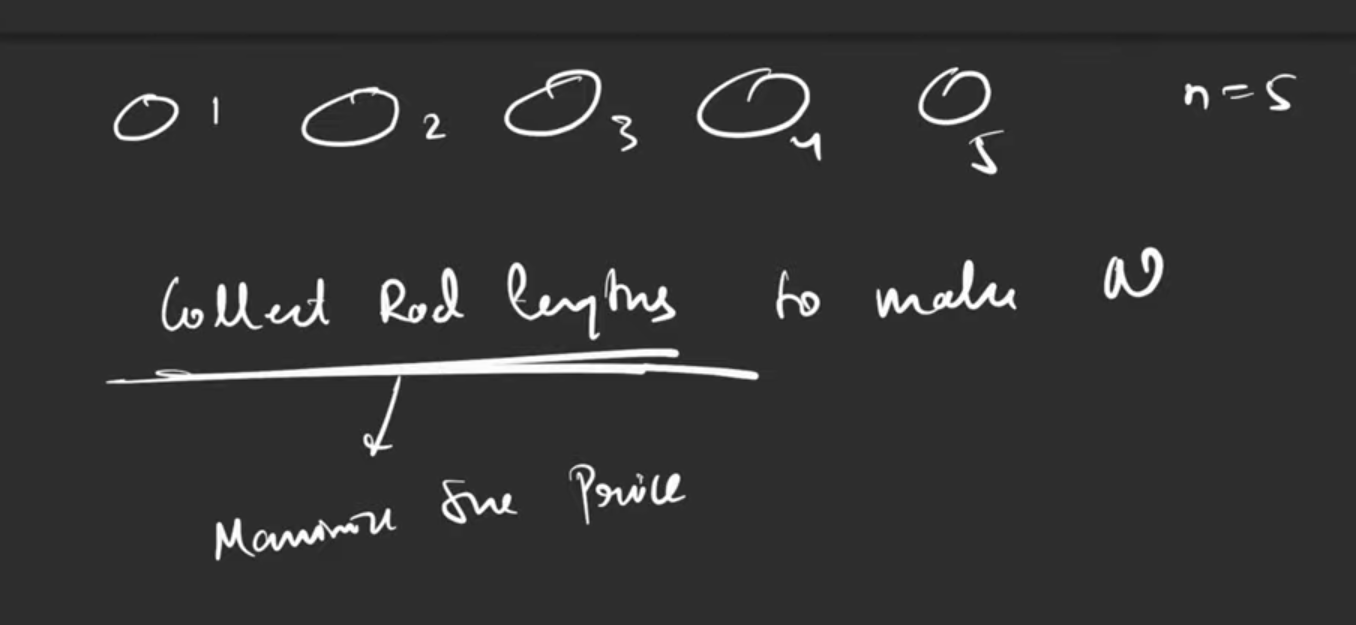 1 2 3 4 5 n=5
Collect Rod lengths to make N
Maximize the Price